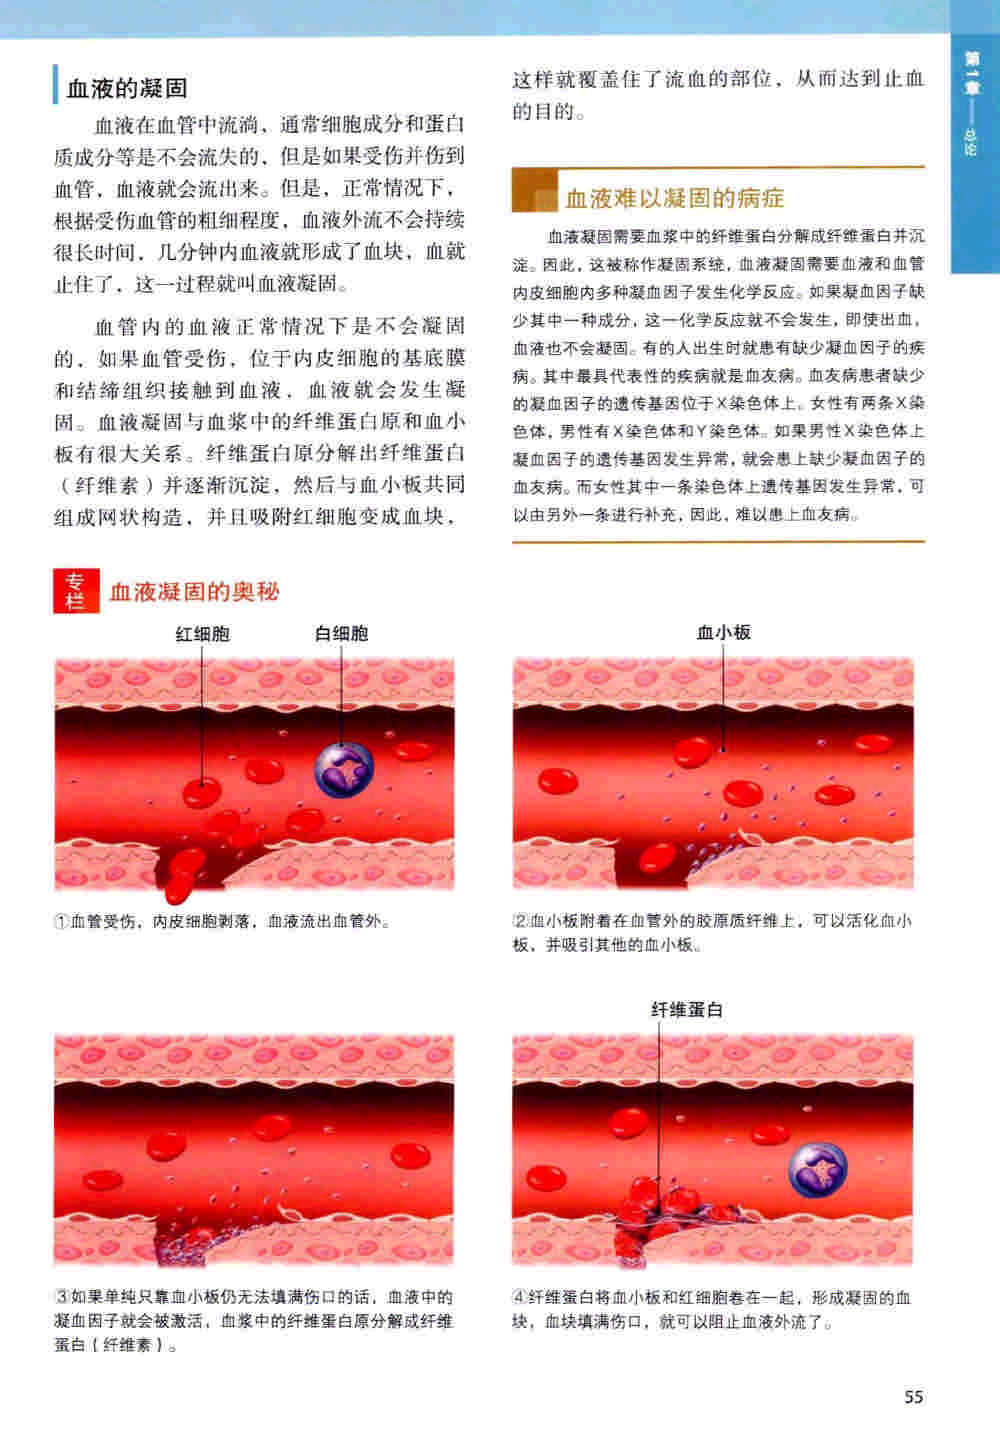 血液的凝固
血液在血管中流淌，通常细胞成分和蛋白
质成分等是不会流失的，但是如果受伤并伤到
血管，血液就会流出来。但是，正常情况下，
根据受伤血管的粗细程度，血液外流不会持续
很长时间，几分钟内血液就形成了血块，血就
止住了，这一过程就叫血液凝固。
血管内的血液正常情况下是不会凝固
的，如果血管受伤，位于内皮细胞的基底膜
和结缔组织接触到血液，血液就会发生凝
固。血液凝固与血浆中的纤维蛋白原和血小
板有很大关系。纤维蛋白原分解出纤维蛋白
（纤维素）并逐渐沉淀，然后与血小板共同
组成网状构造，并且吸附红细胞变成血块，
这样就覆盖住了流血的部位，从而达到止血
的目的。
血液难以凝固的病症
血液凝固需要血浆中的纤维蛋白分解成纤维蛋白并沉
淀。因此，这被称作凝固系统，血液凝固需要血液和血管
内皮细胞内多种凝血因子发生化学反应。如果凝血因子缺
少其中一种成分，这一化学反应就不会发生，即使出血，
血液也不会凝固。有的人出生时就患有缺少凝血因子的疾
病。其中最具代表性的疾病就是血友病。血友病患者缺少
的凝血因子的遗传基因位于X染色体上。女性有两条X染
色体，男性有X染色体和Y染色体。如果男性X染色体上
凝血因子的遗传基因发生异常，就会患上缺少凝血因子的
血友病。而女性其中一条染色体上遗传基因发生异常，可
以由另外一条进行补充，因此，难以患上血友病。
第1章——总论
专栏
血液凝固的奥秘
红细胞 白细胞
①血管受伤，内皮细胞剥落，血液流出血管外。
血小板
②血小板附着在血管外的胶原质纤维上，可以活化血小
板，并吸引其他的血小板。
③如果单纯只靠血小板仍无法填满伤口的话，血液中的
凝血因子就会被激活，血浆中的纤维蛋白原分解成纤维
蛋白（纤维素）。
纤维蛋白
④纤维蛋白将血小板和红细胞卷在一起，形成凝固的血
块，血块填满伤口，就可以阻止血液外流了。
55